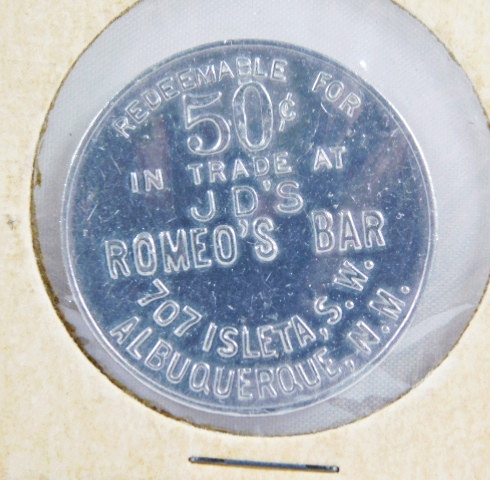 REDEEMABLE FOR
50¢
IN TRADE AT
JD'S
ROMEO'S BAR
707 ISLETA, S.W.
ALBUQUERQUE, N.M.